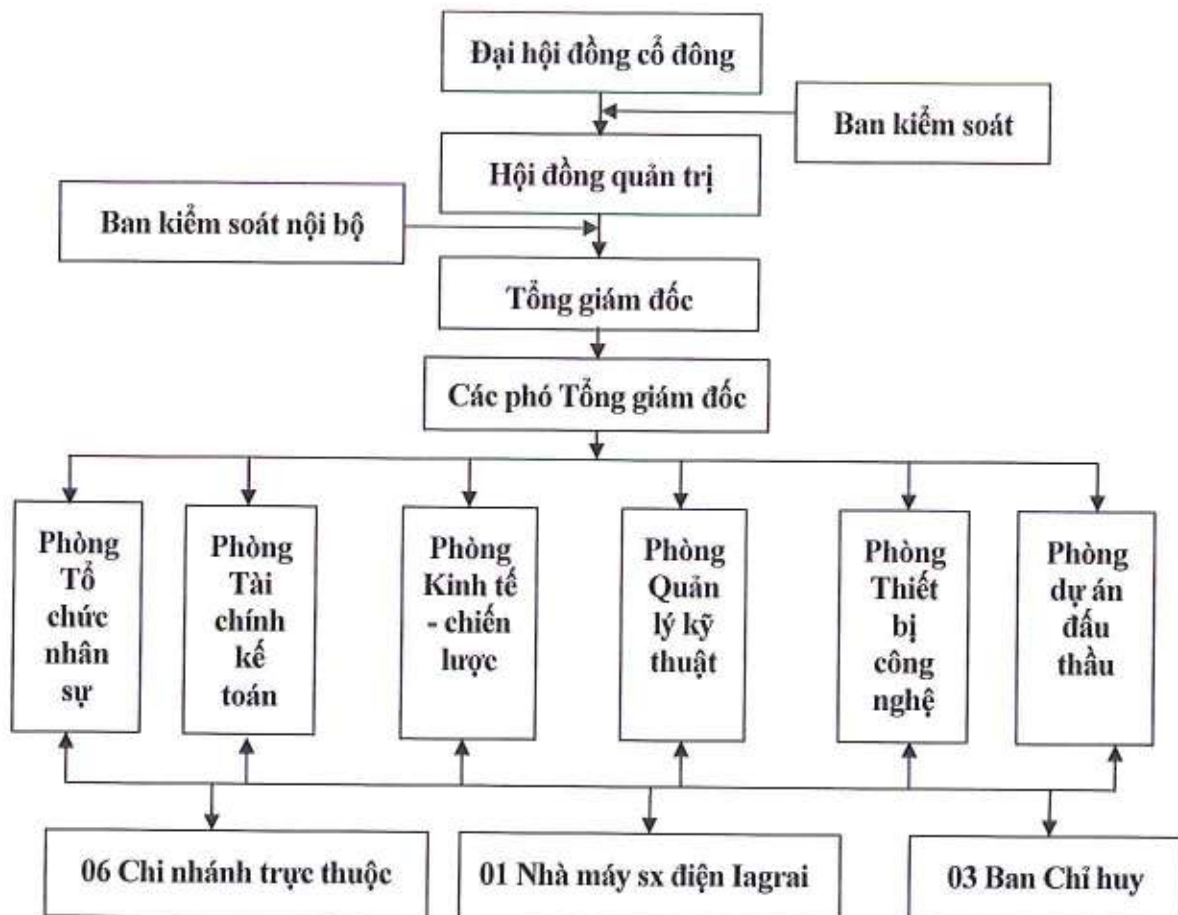 Đại hội đồng cổ đông
Ban kiểm soát
Hội đồng quản trị
Ban kiểm soát nội bộ
Tổng giám đốc
Các phó Tổng giám đốc
Phòng
Tổ
chức
nhân
sự
Phòng
Tài
chính
kế
toán
Phòng
Kinh tế
- chiến
lược
Phòng
Quản
lý kỹ
thuật
Phòng
Thiết
bị
công
nghệ
Phòng
dự án
đấu
thầu
06 Chi nhánh trực thuộc
01 Nhà máy sx điện Iagrai
03 Ban Chỉ huy